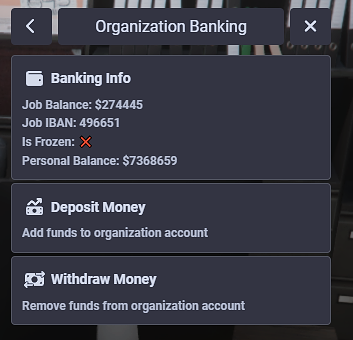 Organization Banking
Banking Info
Job Balance: $274445
Job IBAN: 496651
Is Frozen: ❌
Personal Balance: $7368659
Deposit Money
Add funds to organization account
Withdraw Money
Remove funds from organization account